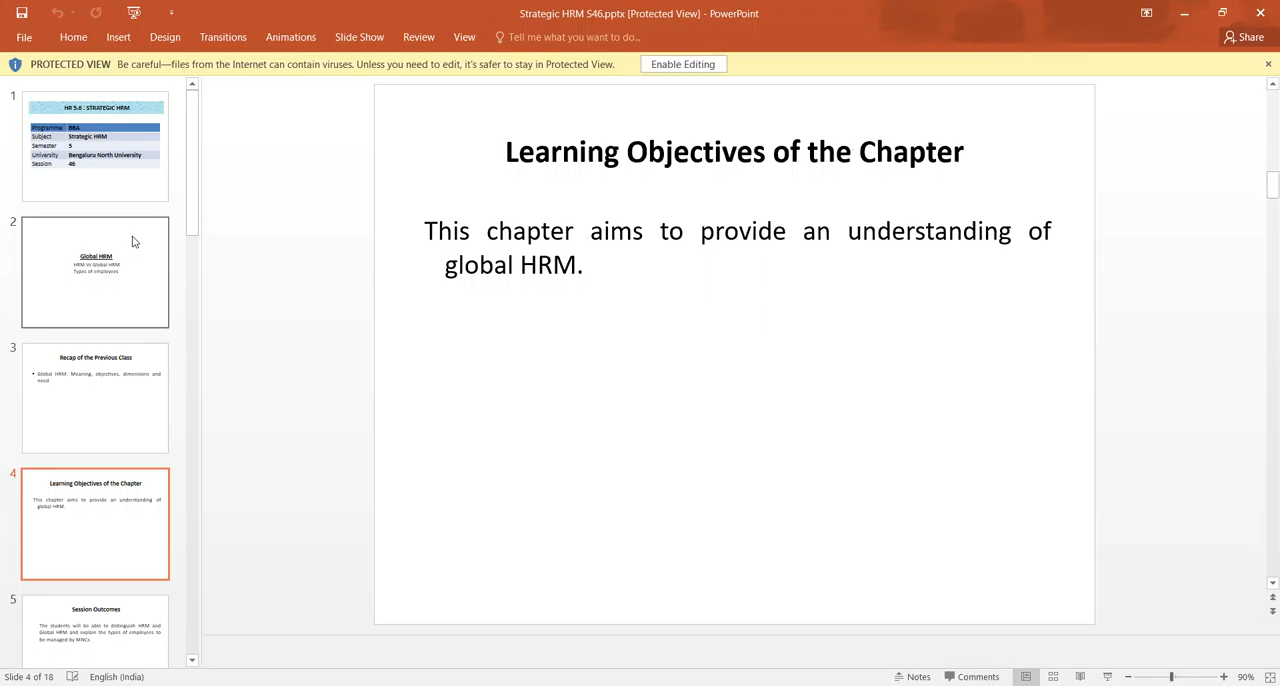 Strategic HRM S46.pptx [Protected View] - PowerPoint
File Home Insert Design Transitions Animations Slide Show Review View Tell me what you want to do... Share
PROTECTED VIEW Be careful—files from the Internet can contain viruses. Unless you need to edit, it's safer to stay in Protected View. Enable Editing
1
HR 5.6 : STRATEGIC HRM
Programme BBA
Subject Strategic HRM
Semester 5
University Bengaluru North University
Session 46
2
Global HRM
HRM Vs Global HRM
Types of employees
3
Recap of the Previous Class
• Global HRM: Meaning, objectives, dimensions and
need
4
Learning Objectives of the Chapter
This chapter aims to provide an understanding of
global HRM.
5
Session Outcomes
The students will be able to distinguish HRM and
Global HRM and explain the types of employees to
be managed by MNCs.
Learning Objectives of the Chapter
This chapter aims to provide an understanding of
global HRM.
Slide 4 of 18 English (India) Notes Comments 90%